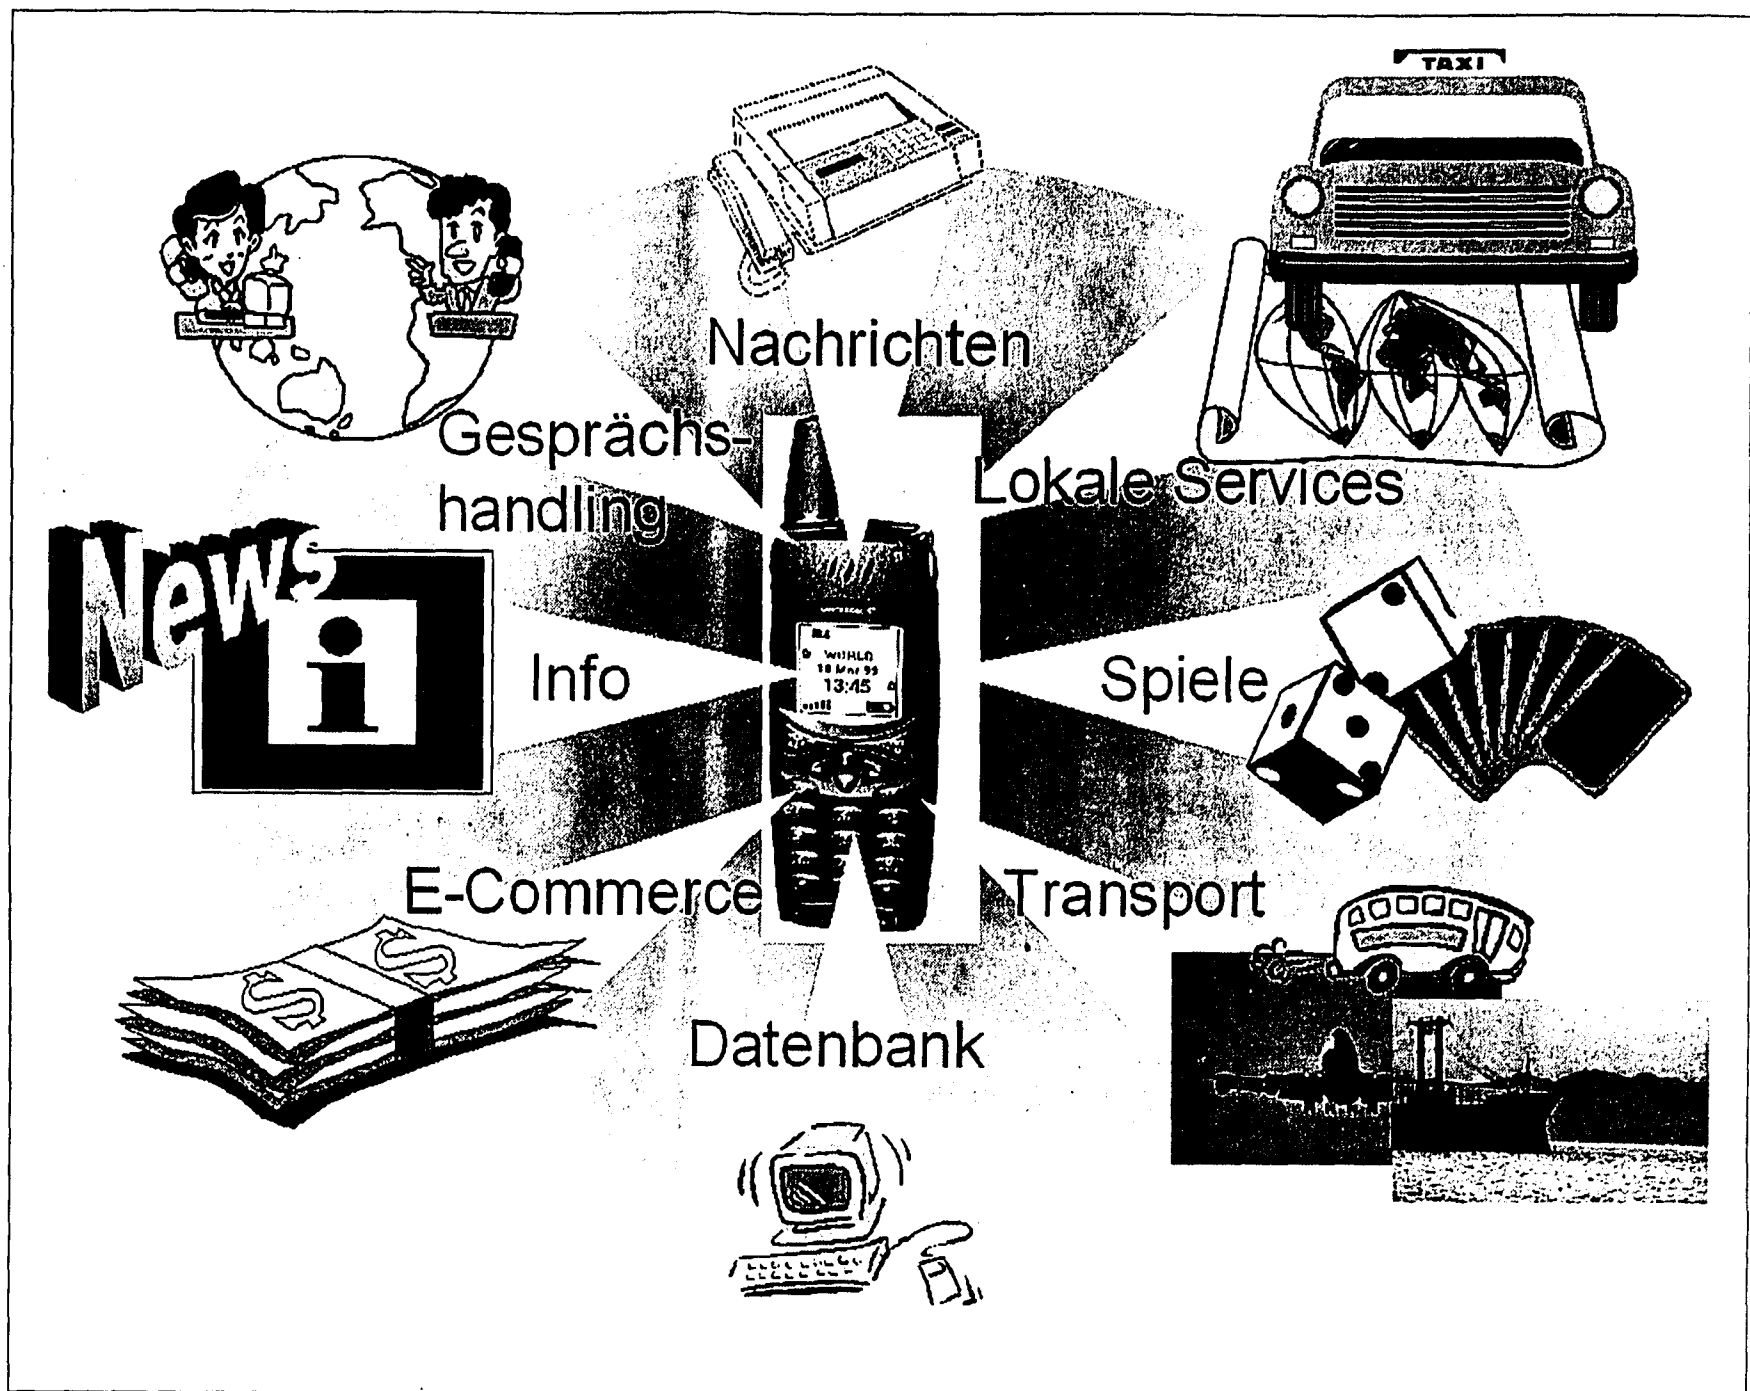 TAXI
Nachrichten
Gesprächs-
handling
Lokale Services
News
i
Info
WORLD
13:45
Spiele
E-Commerce
Transport
Datenbank